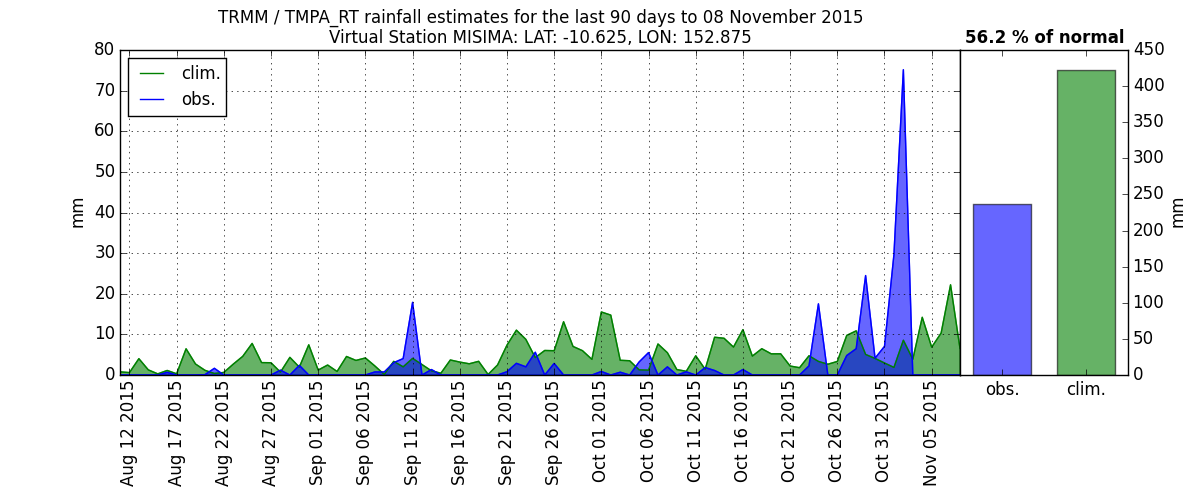 TRMM / TMPA_RT rainfall estimates for the last 90 days to 08 November 2015
Virtual Station MISIMA: LAT: -10.625, LON: 152.875
56.2 % of normal
clim.
obs.
80
70
60
50
40
30
20
10
0
mm
Aug 12 2015
Aug 17 2015
Aug 22 2015
Aug 27 2015
Sep 01 2015
Sep 06 2015
Sep 11 2015
Sep 16 2015
Sep 21 2015
Sep 26 2015
Oct 01 2015
Oct 06 2015
Oct 11 2015
Oct 16 2015
Oct 21 2015
Oct 26 2015
Oct 31 2015
Nov 05 2015
obs.
clim.
450
400
350
300
250
200
150
100
50
0
mm